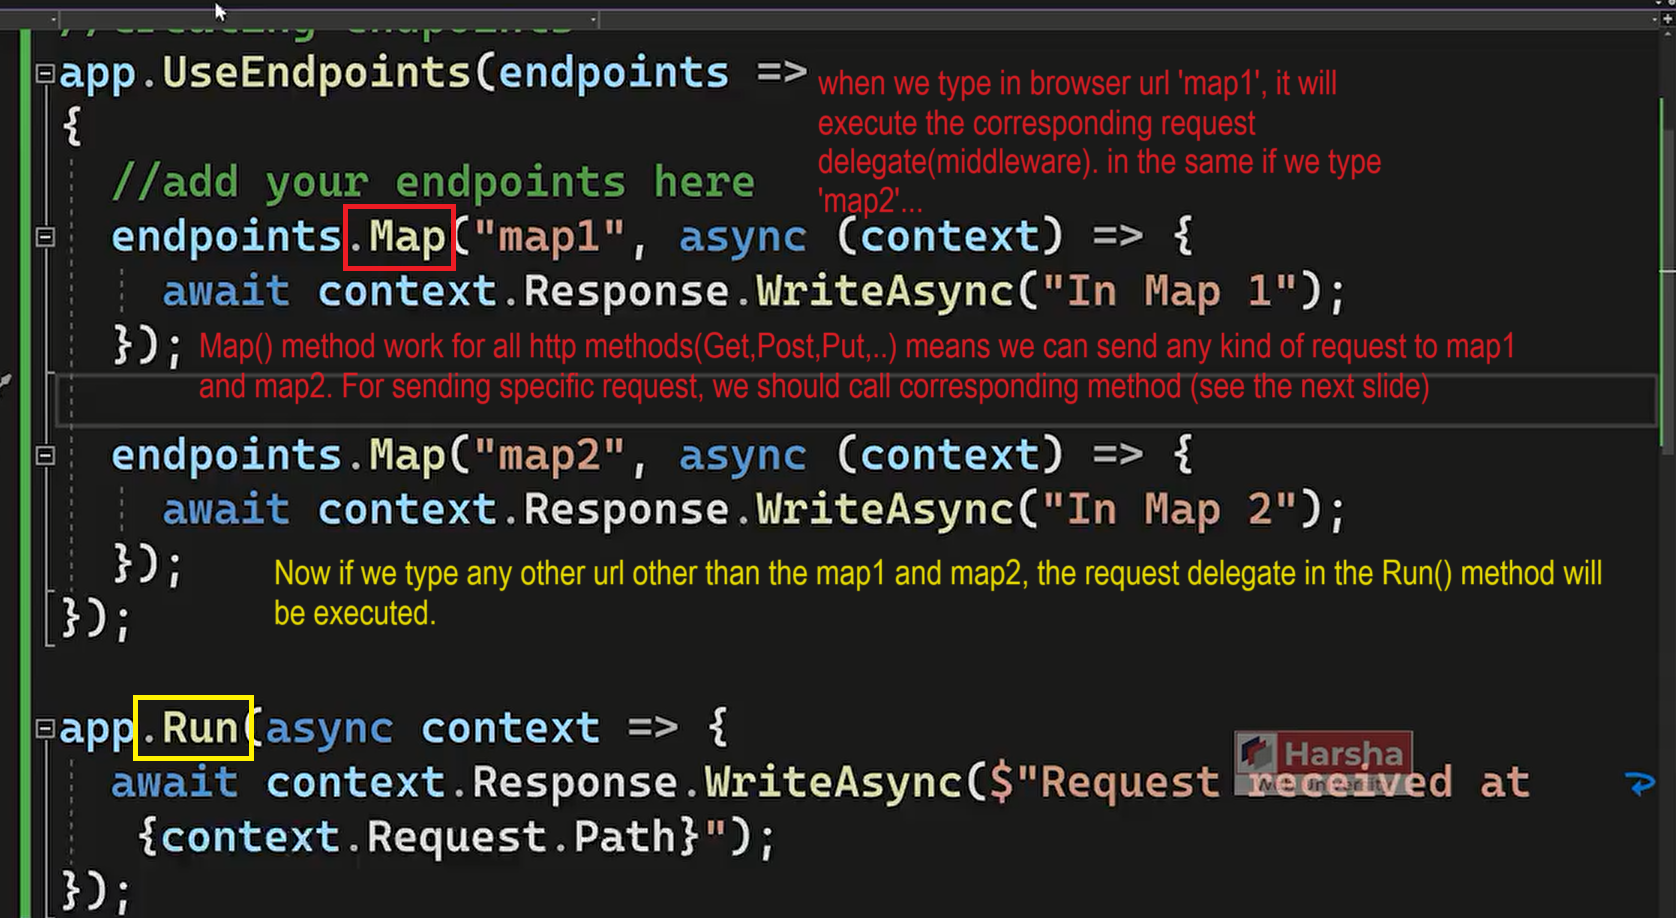 //Creating endpoints
app.UseEndpoints(endpoints =>
when we type in browser url 'map1', it will
execute the corresponding request
delegate(middleware). in the same if we type
'map2'...
{
//add your endpoints here
endpoints.Map("map1", async (context) => {
await context.Response.WriteAsync("In Map 1");
});
Map() method work for all http methods(Get,Post,Put,..) means we can send any kind of request to map1
and map2. For sending specific request, we should call corresponding method (see the next slide)
endpoints.Map("map2", async (context) => {
await context.Response.WriteAsync("In Map 2");
});
Now if we type any other url other than the map1 and map2, the request delegate in the Run() method will
be executed.
});
app.Run(async context => {
await context.Response.WriteAsync($"Request received at
{context.Request.Path}");
});
Harsha
Web University